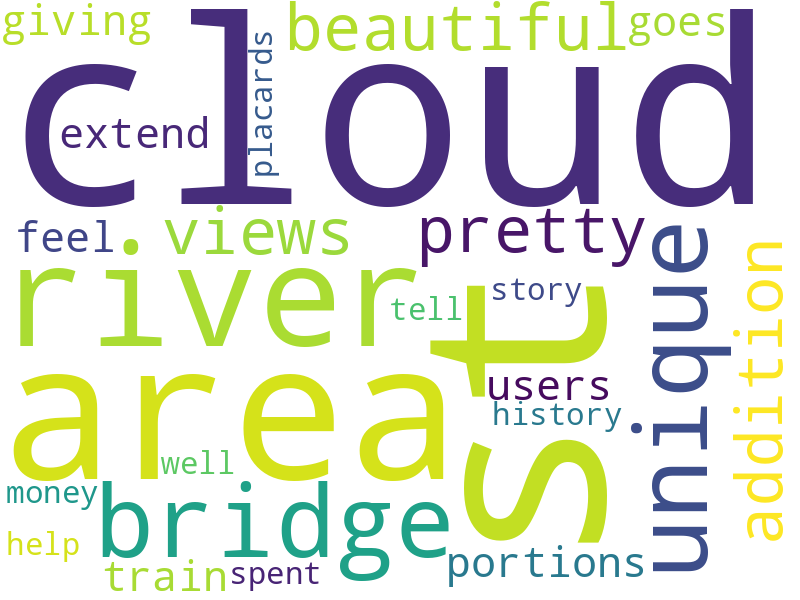 giving
beautiful
goes
cloud
placards
extend
feel
views
pretty
unique
addition
river
story
tell
st
area
users
history
well
money
bridge
help
portions
train
spent